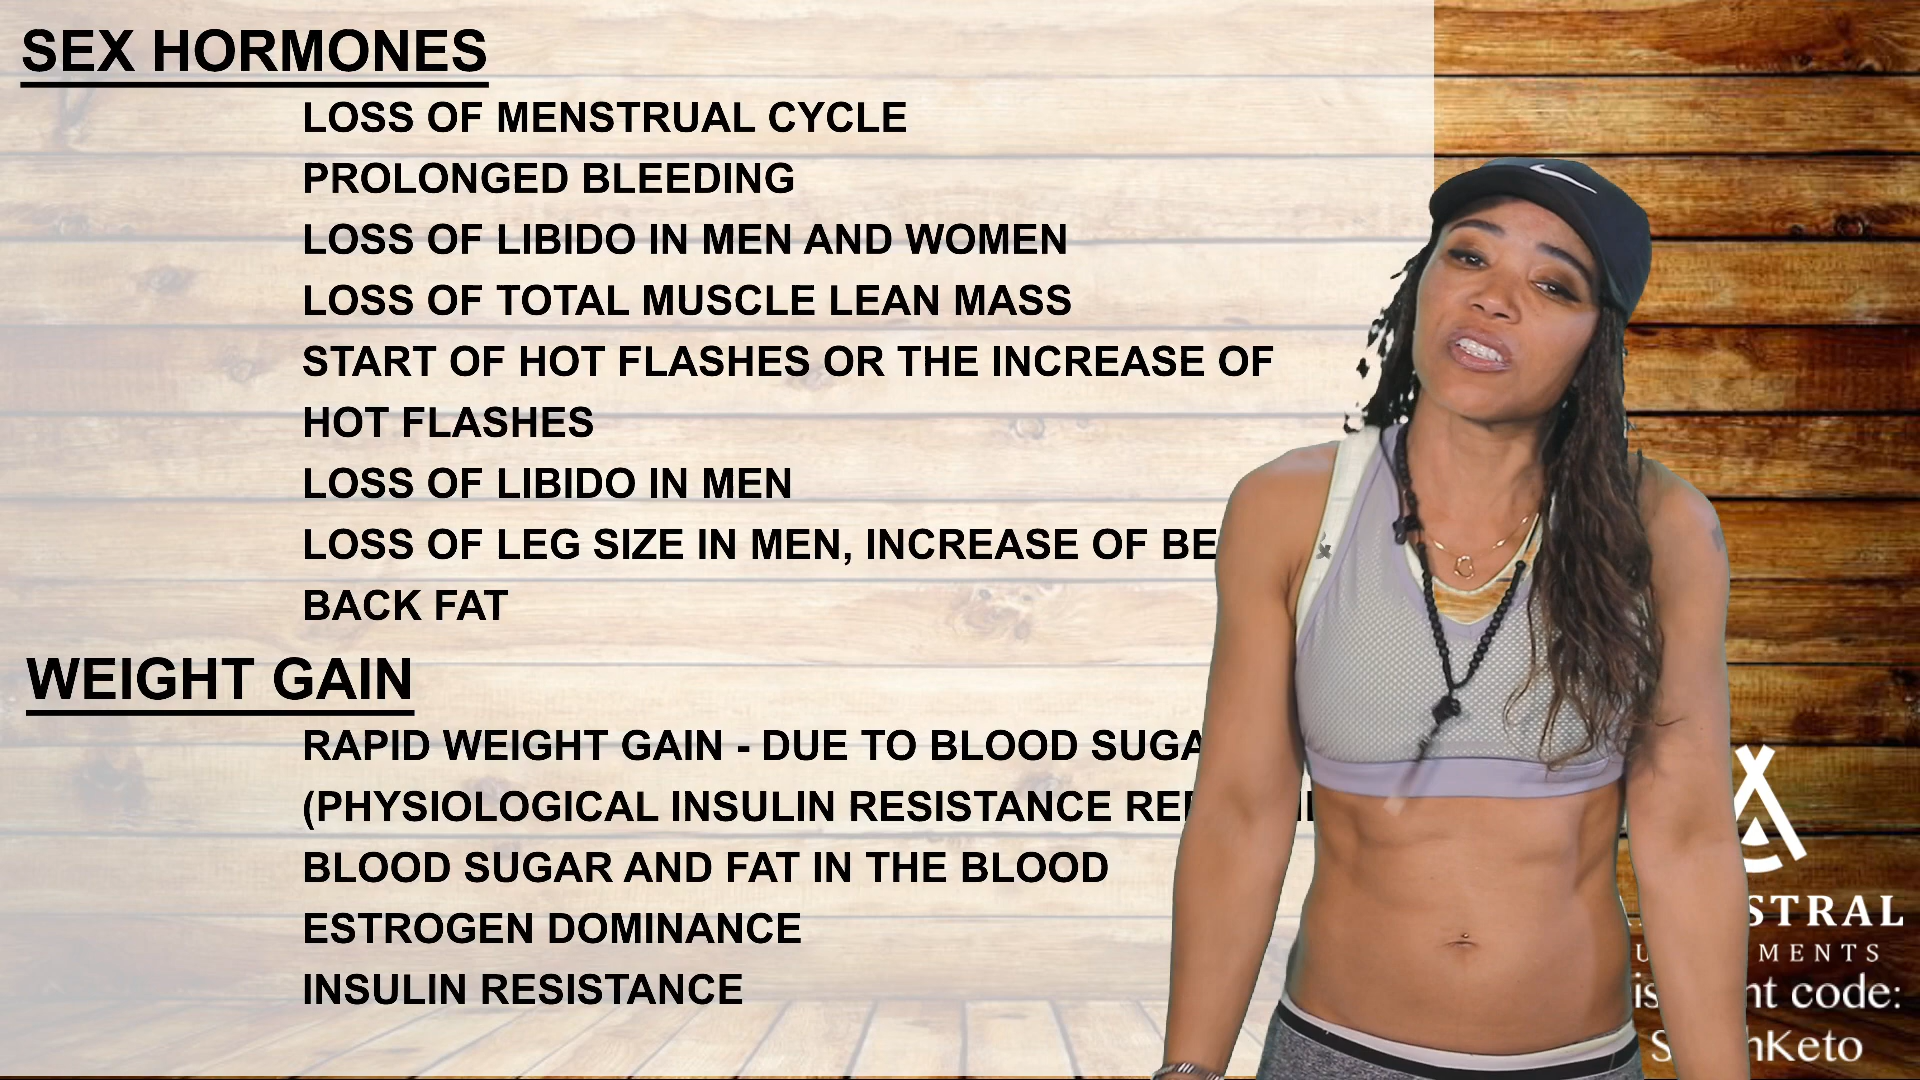 SEX HORMONES
LOSS OF MENSTRUAL CYCLE
PROLONGED BLEEDING
LOSS OF LIBIDO IN MEN AND WOMEN
LOSS OF TOTAL MUSCLE LEAN MASS
START OF HOT FLASHES OR THE INCREASE OF
HOT FLASHES
LOSS OF LIBIDO IN MEN
LOSS OF LEG SIZE IN MEN, INCREASE OF
BACK FAT
WEIGHT GAIN
RAPID WEIGHT GAIN - DUE TO BLOOD
(PHYSIOLOGICAL INSULIN RESISTANCE
BLOOD SUGAR AND FAT IN THE BLOOD
ESTROGEN DOMINANCE
INSULIN RESISTANCE
code: